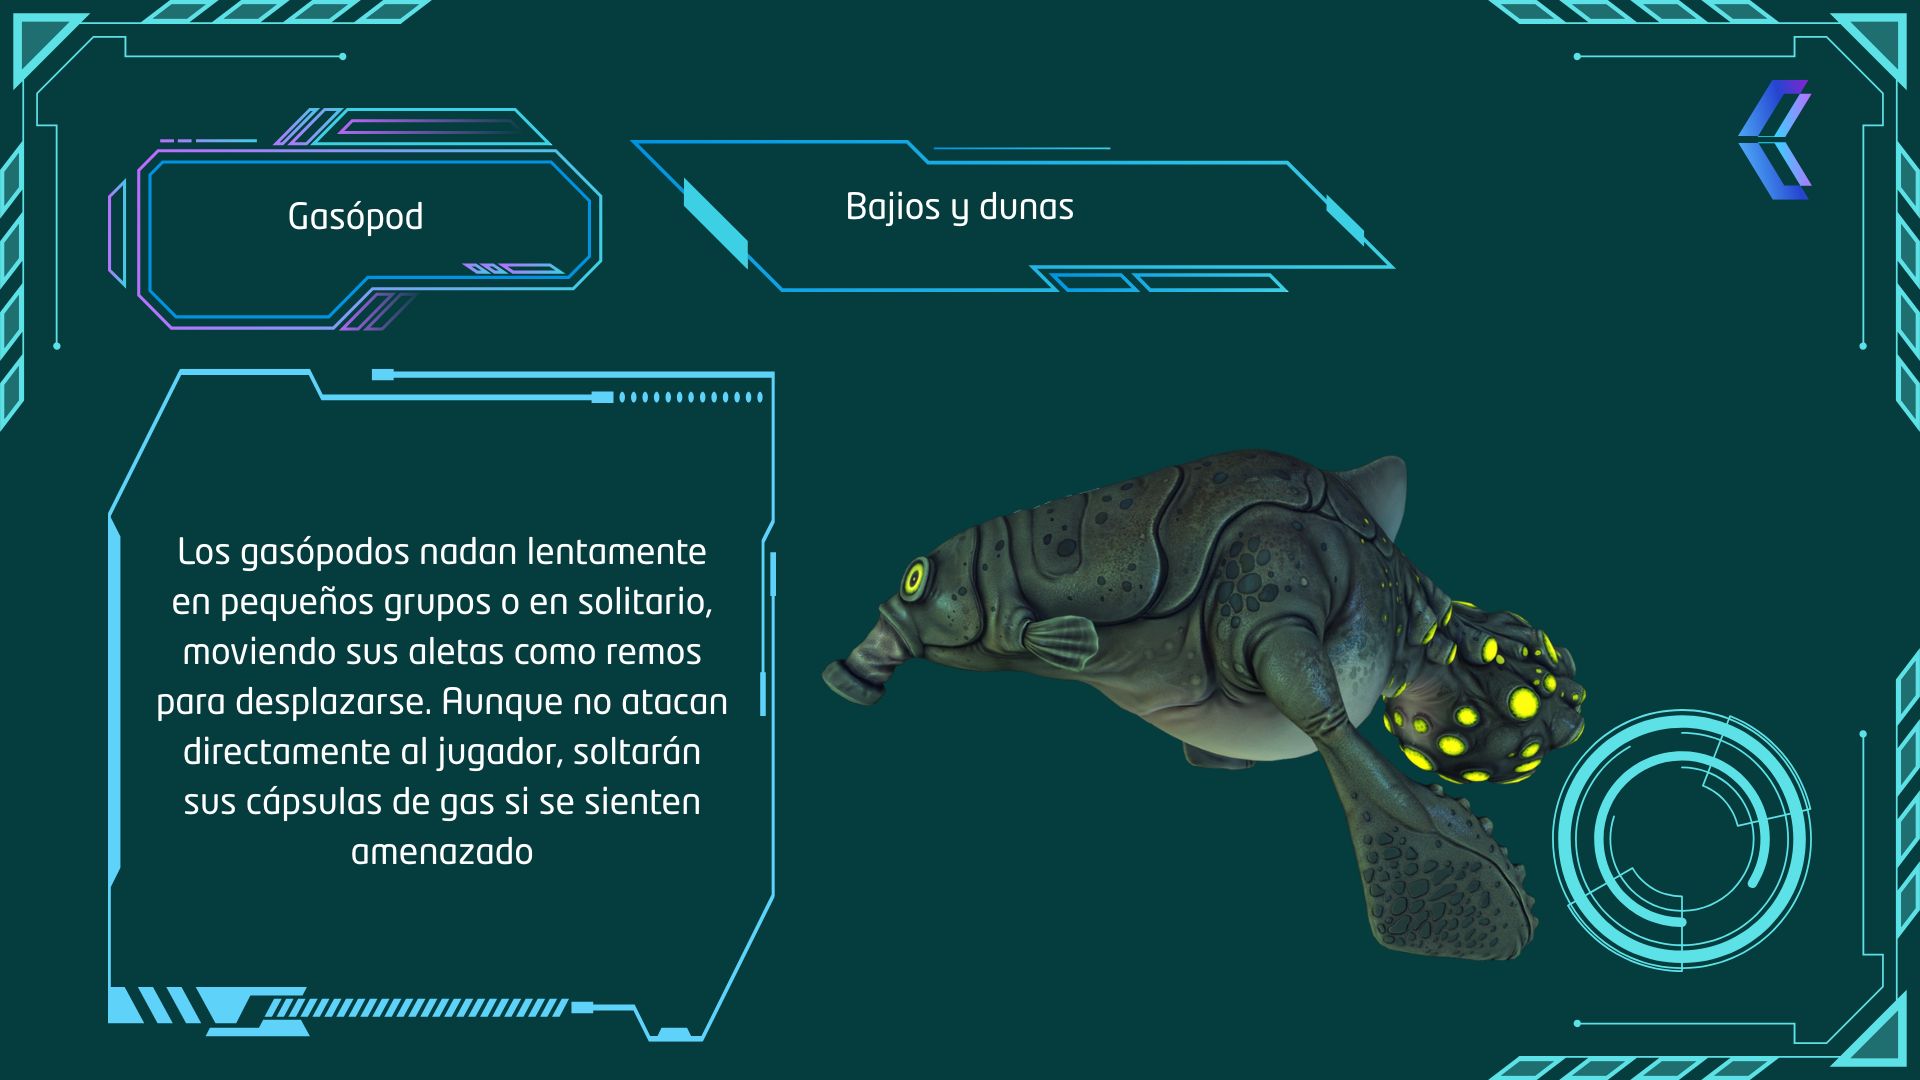 Gasópod
Bajios y dunas
Los gasópodos nadan lentamente
en pequeños grupos o en solitario,
moviendo sus aletas como remos
para desplazarse. Aunque no atacan
directamente al jugador, soltarán
sus cápsulas de gas si se sienten
amenazado